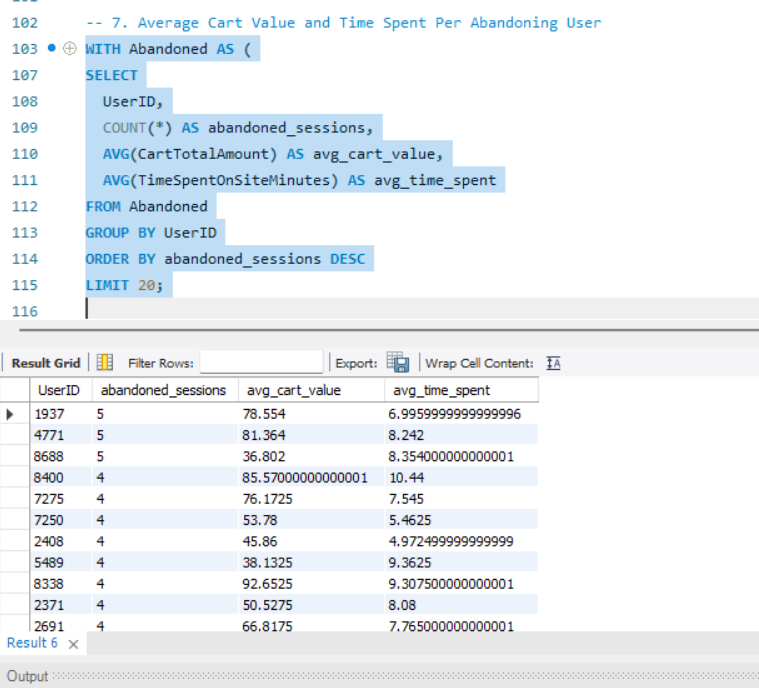 102 -- 7. Average Cart Value and Time Spent Per Abandoning User
103 WITH Abandoned AS (
107 SELECT
108 UserID,
109 COUNT(*) AS abandoned_sessions,
110 AVG(CartTotalAmount) AS avg_cart_value,
111 AVG(TimeSpentOnSiteMinutes) AS avg_time_spent
112 FROM Abandoned
113 GROUP BY UserID
114 ORDER BY abandoned_sessions DESC
115 LIMIT 20;
116
Result Grid Filter Rows: Export: Wrap Cell Content:
UserID abandoned_sessions avg_cart_value avg_time_spent
1937 5 78.554 6.9959999999999996
4771 5 81.364 8.242
8688 5 36.802 8.354000000000001
8400 4 85.57000000000001 10.44
7275 4 76.1725 7.545
7250 4 53.78 5.4625
2408 4 45.86 4.972499999999999
5489 4 38.1325 9.3625
8338 4 92.6525 9.307500000000001
2371 4 50.5275 8.08
2691 4 66.8175 7.765000000000001
Result 6
Output